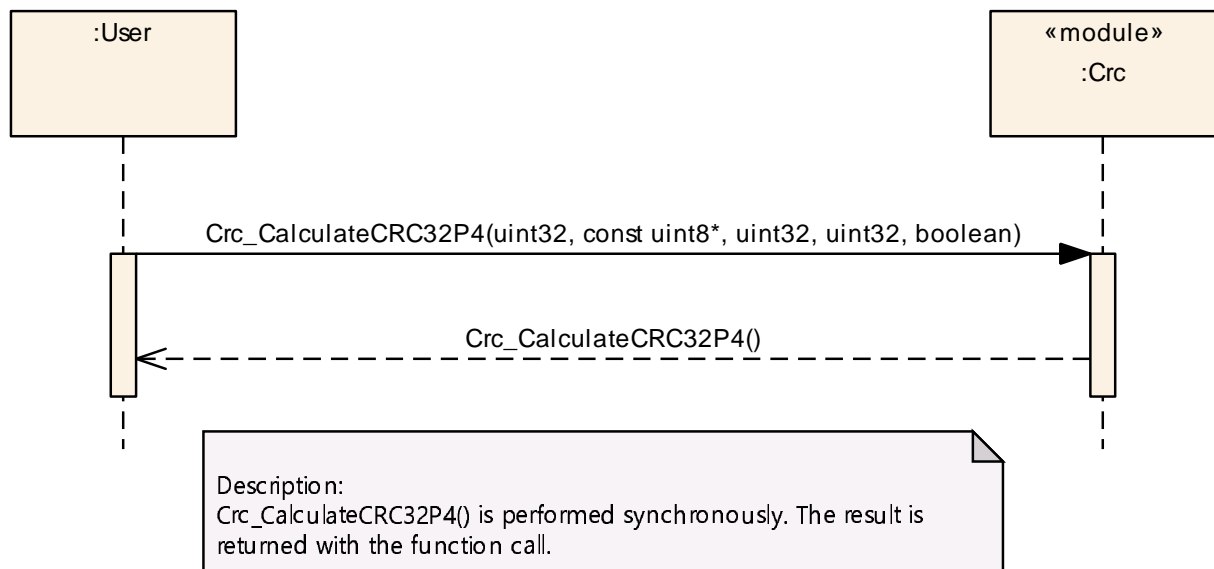 :User
«module»
:Crc
Crc_CalculateCRC32P4(uint32, const uint8*, uint32, uint32, boolean)
Crc_CalculateCRC32P4()
Description:
Crc_CalculateCRC32P4() is performed synchronously. The result is
returned with the function call.